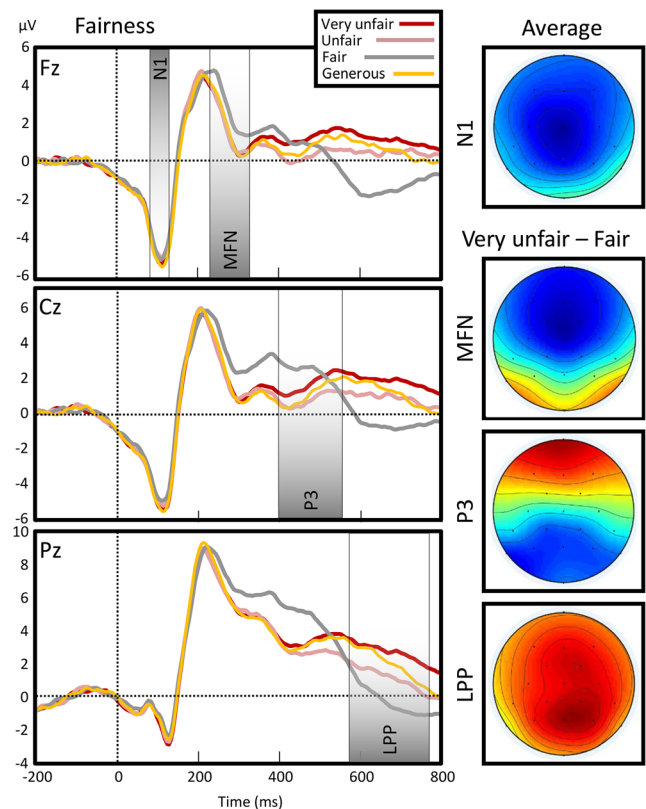 μV
Fairness
Very unfair
Unfair
Fair
Generous
Average
Fz
N1
MFN
6
4
2
0
-2
-4
-6
N1
Very unfair – Fair
Cz
P3
6
4
2
0
-2
-4
-6
MFN
P3
Pz
LPP
10
8
6
4
2
0
-2
-4
-200
0
200
400
600
800
Time (ms)
LPP